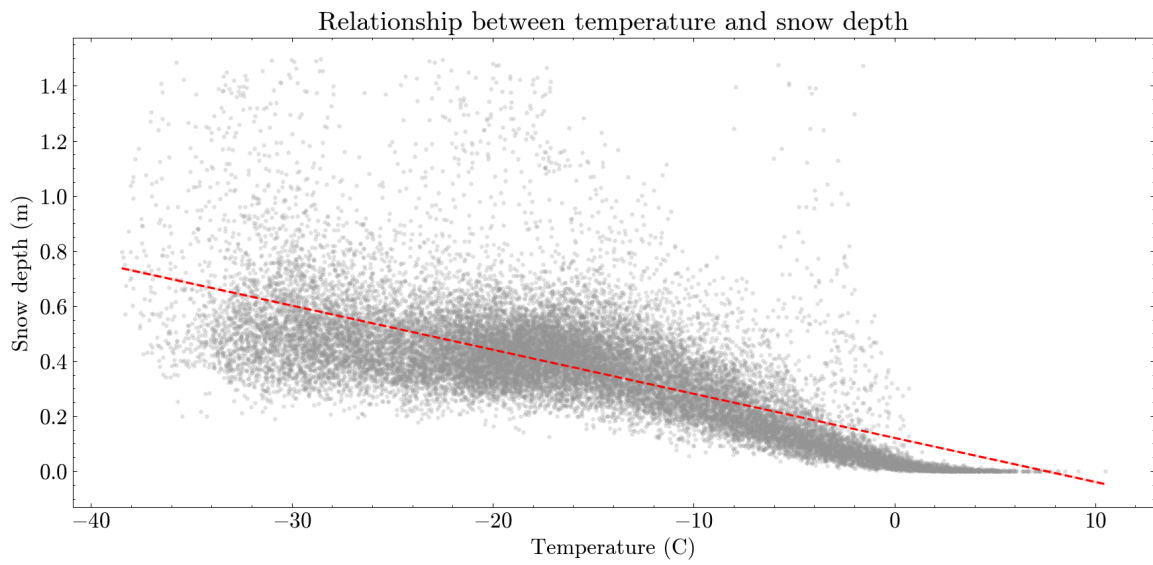 Relationship between temperature and snow depth
Snow depth (m)
1.4
1.2
1.0
0.8
0.6
0.4
0.2
0.0
−40 −30 −20 −10 0 10
Temperature (C)